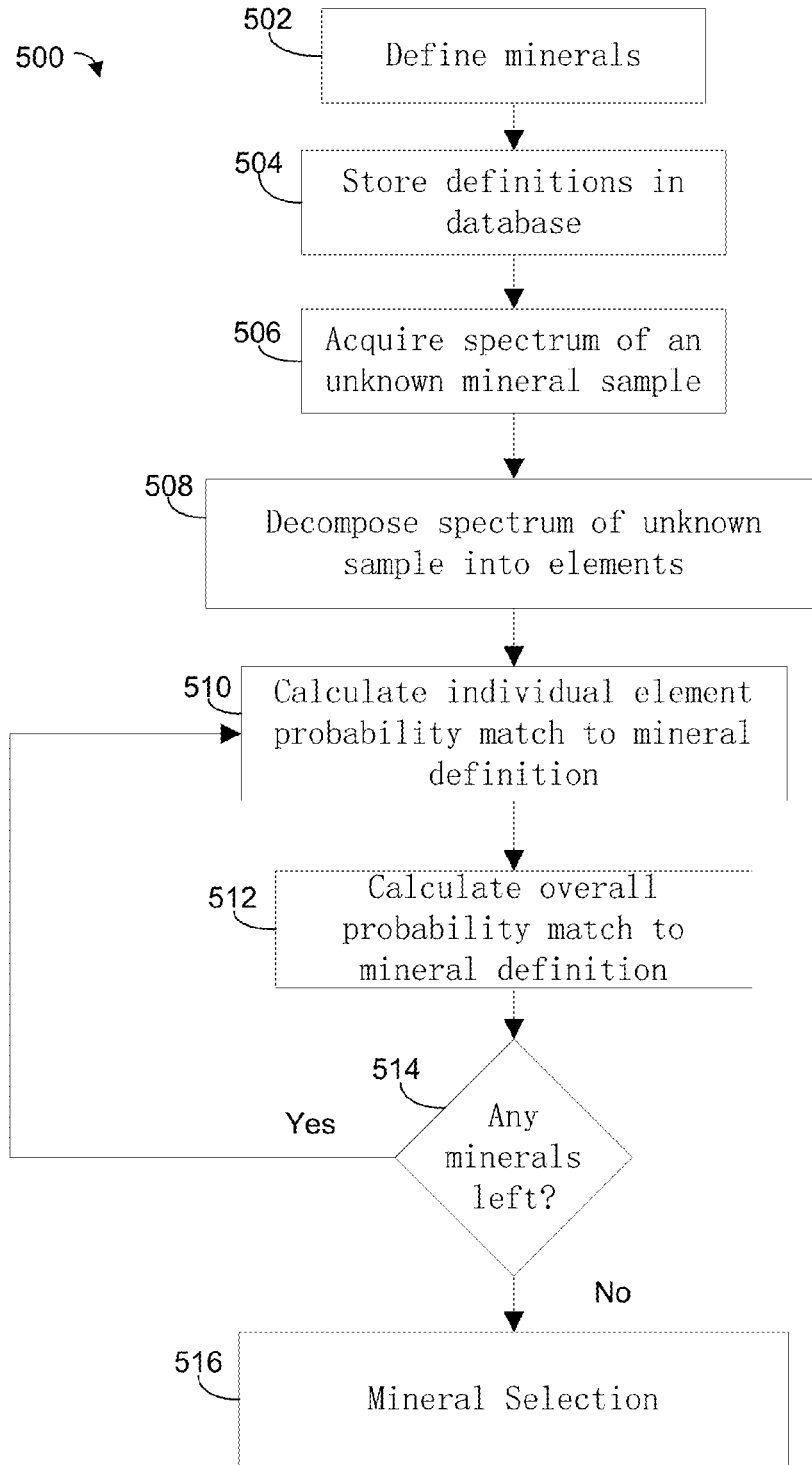 500
502
Define minerals
504
Store definitions in
database
506
Acquire spectrum of an
unknown mineral sample
508
Decompose spectrum of unknown
sample into elements
510
Calculate individual element
probability match to mineral
definition
512
Calculate overall
probability match to
mineral definition
514
Any
minerals
left?
Yes
No
516
Mineral Selection